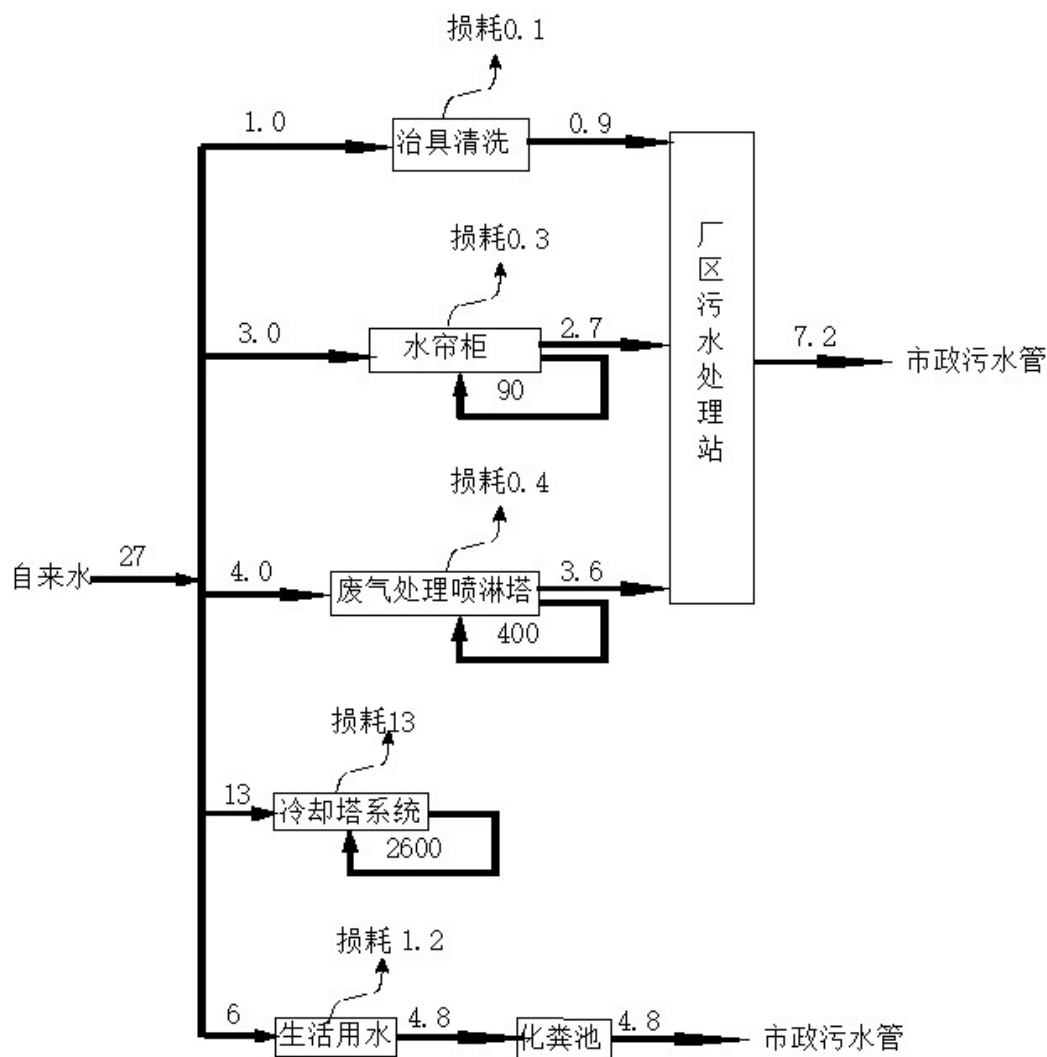 损耗0.1
1.0
治具清洗
0.9
损耗0.3
3.0
水帘柜
2.7
90
厂区污水处理站
7.2
市政污水管
损耗0.4
自来水
27
4.0
废气处理喷淋塔
3.6
400
损耗13
13
冷却塔系统
2600
损耗 1.2
6
生活用水
4.8
化粪池
4.8
市政污水管